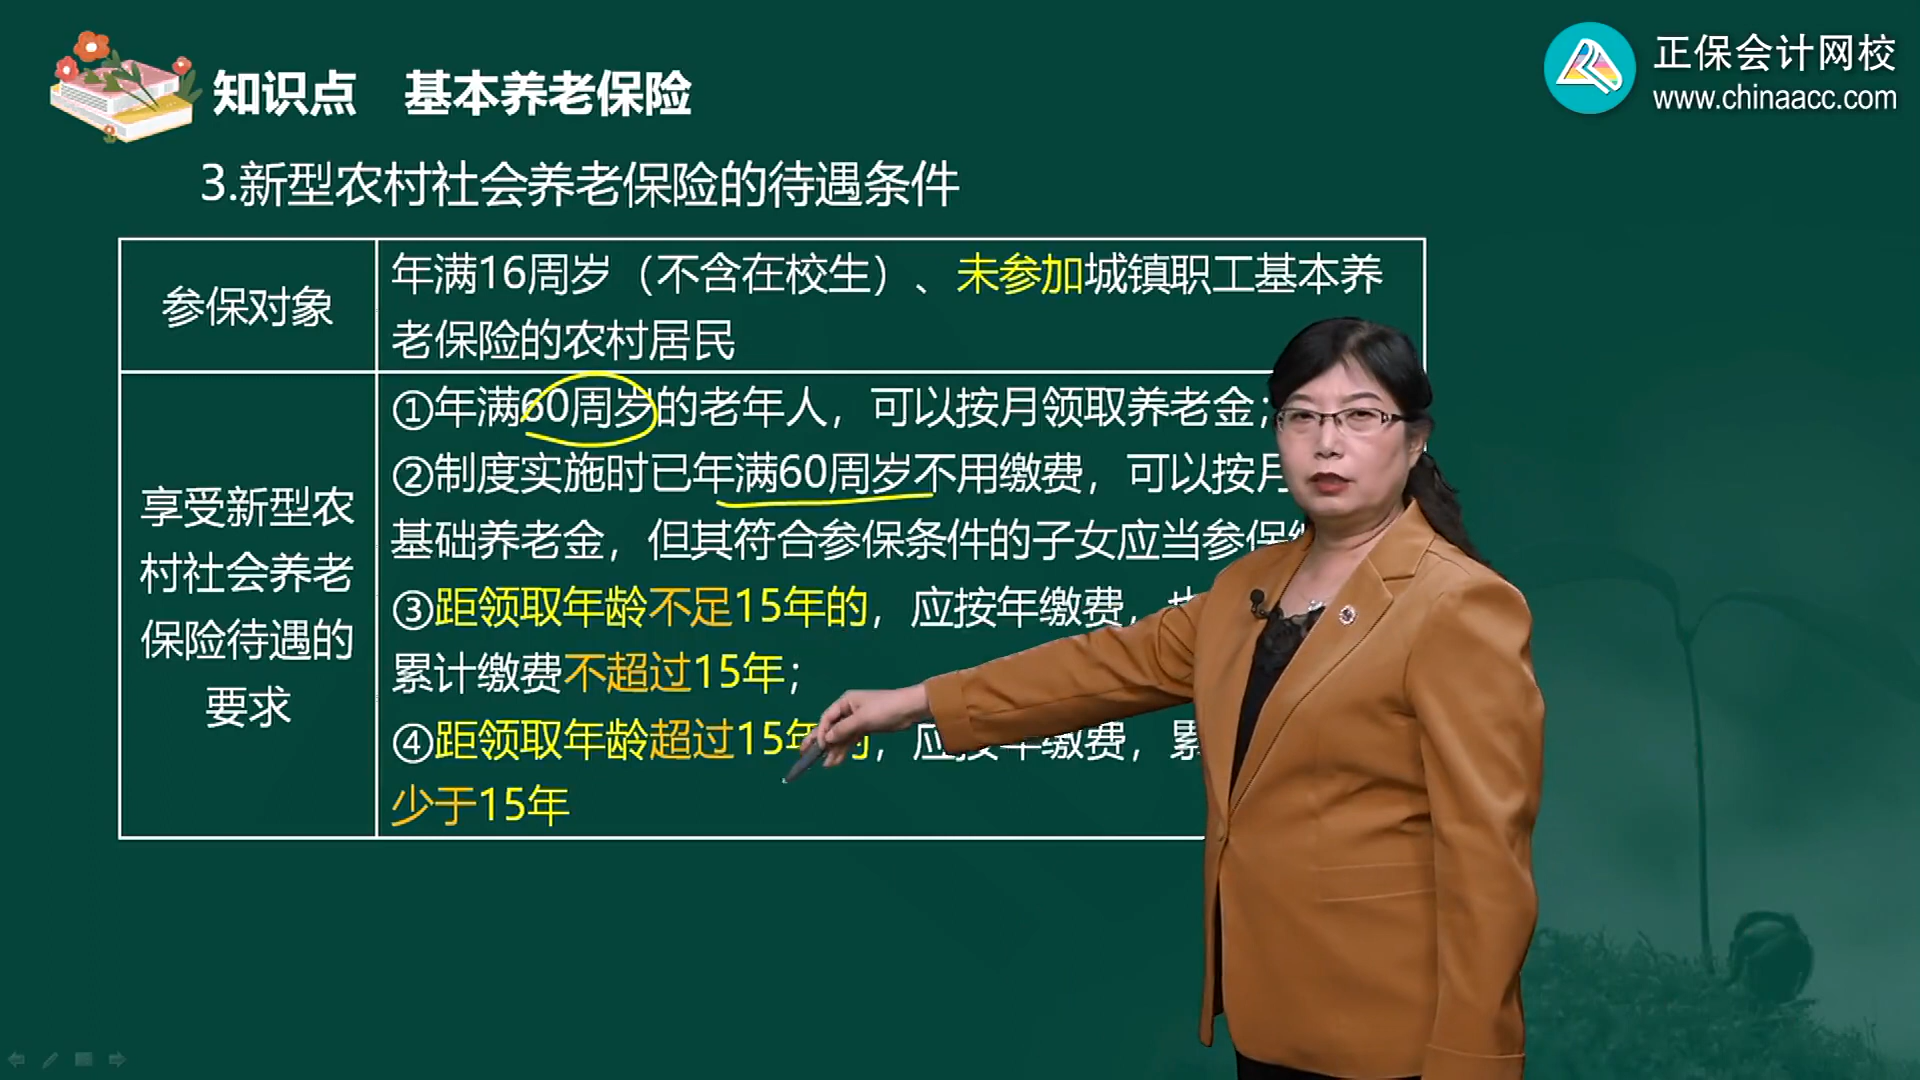 正保会计网校
www.chinaacc.com
知识点 基本养老保险
3.新型农村社会养老保险的待遇条件
参保对象
年满16周岁（不含在校生）、未参加城镇职工基本养
老保险的农村居民
享受新型农
村社会养老
保险待遇的
要求
①年满60周岁的老年人，可以按月领取养老金；
②制度实施时已年满60周岁不用缴费，可以按月
基础养老金，但其符合参保条件的子女应当参保
③距领取年龄不足15年的，应按年缴费，
累计缴费不超过15年；
④距领取年龄超过15年的，应按年缴费，累
少于15年